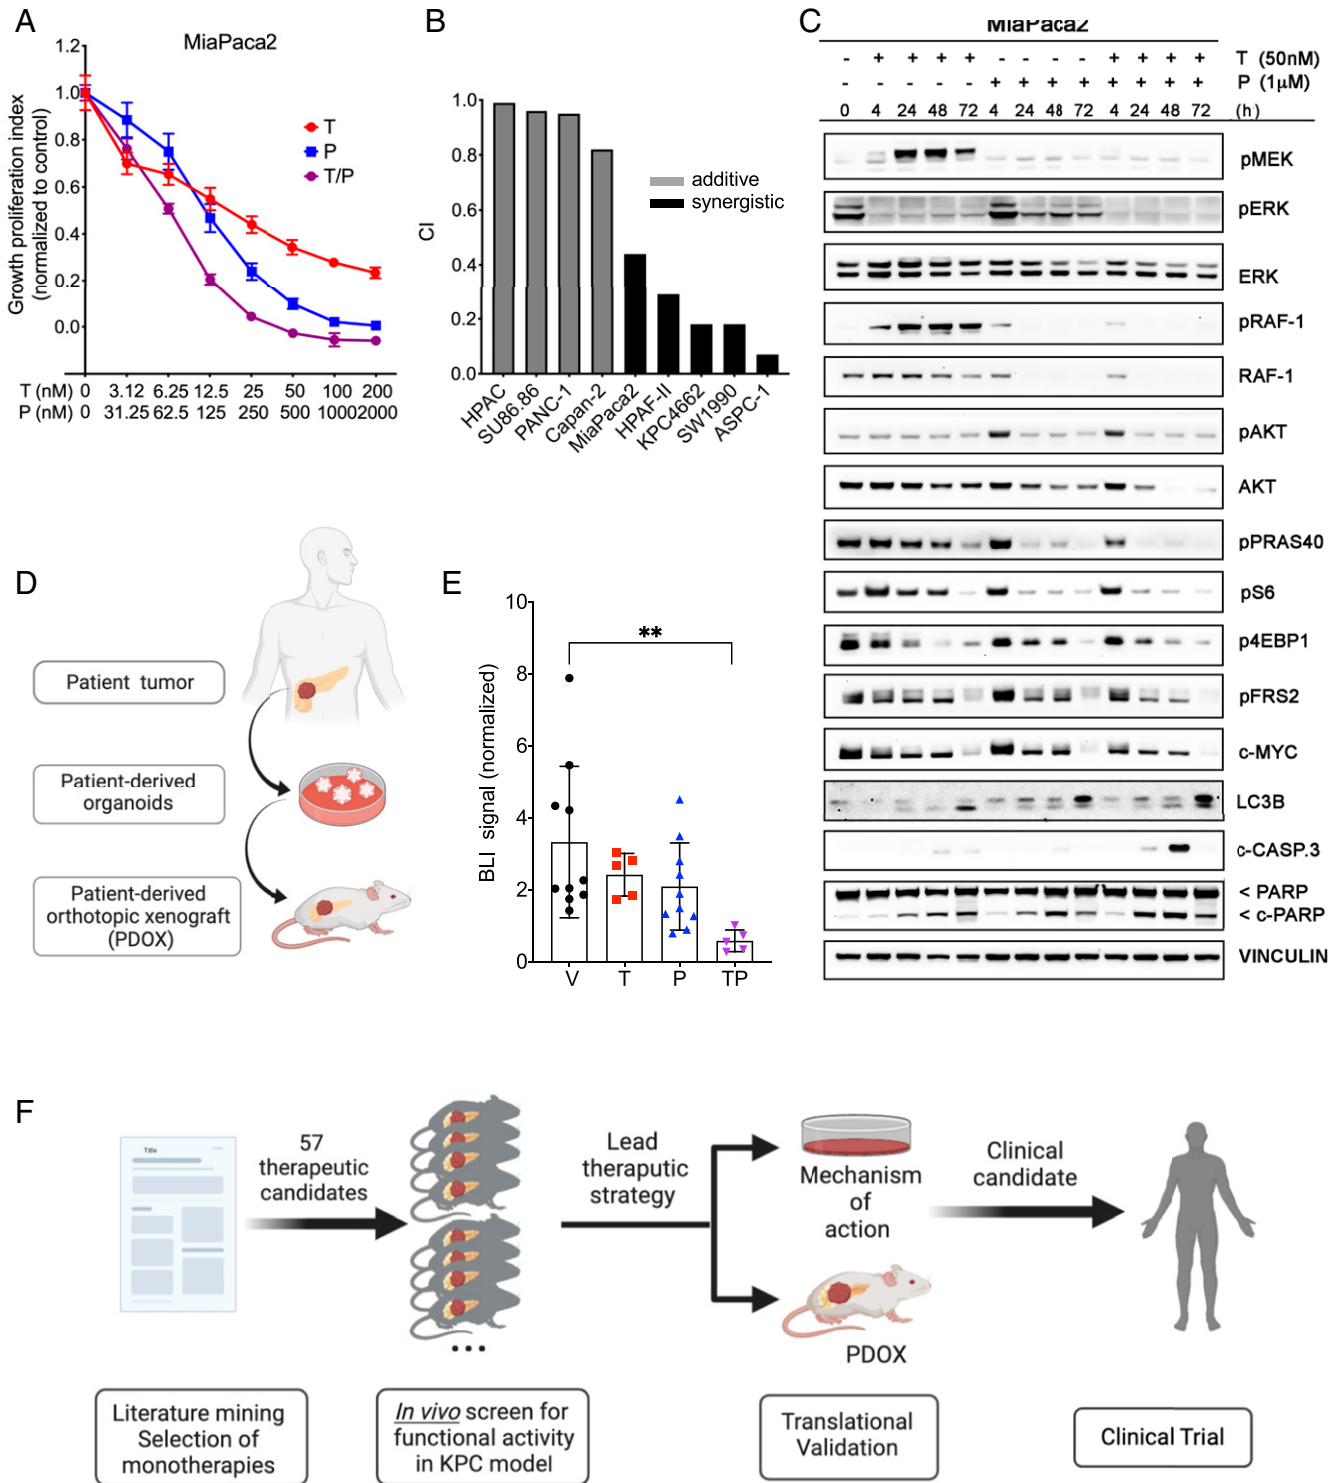 A
MiaPaca2
Growth proliferation index
(normalized to control)
1.2
1.0
0.8
0.6
0.4
0.2
0.0
T
P
T/P
T (nM) 0 3.12 6.25 12.5 25 50 100 200
P (nM) 0 31.25 62.5 125 250 500 1000 2000
B
CI
1.0
0.8
0.6
0.4
0.2
0.0
additive
synergistic
HPAC
SU86.86
PANC-1
Capan-2
MiaPaca2
HPAF-II
KPC4662
SW1990
ASPC-1
C
MiaPaca2
- + + + + - - - - + + + + T (50nM)
- - - - - + + + + + + + + P (1μM)
0 4 24 48 72 4 24 48 72 4 24 48 72 (h)
pMEK
pERK
ERK
pRAF-1
RAF-1
pAKT
AKT
pPRAS40
pS6
p4EBP1
pFRS2
c-MYC
LC3B
c-CASP.3
< PARP
< c-PARP
VINCULIN
D
Patient tumor
Patient-derived
organoids
Patient-derived
orthotopic xenograft
(PDOX)
E
BLI signal (normalized)
10
8
6
4
2
0
**
V T P TP
F
Title
57
therapeutic
candidates
Lead
theraputic
strategy
Mechanism
of
action
PDOX
Clinical
candidate
Literature mining
Selection of
monotherapies
In vivo screen for
functional activity
in KPC model
Translational
Validation
Clinical Trial